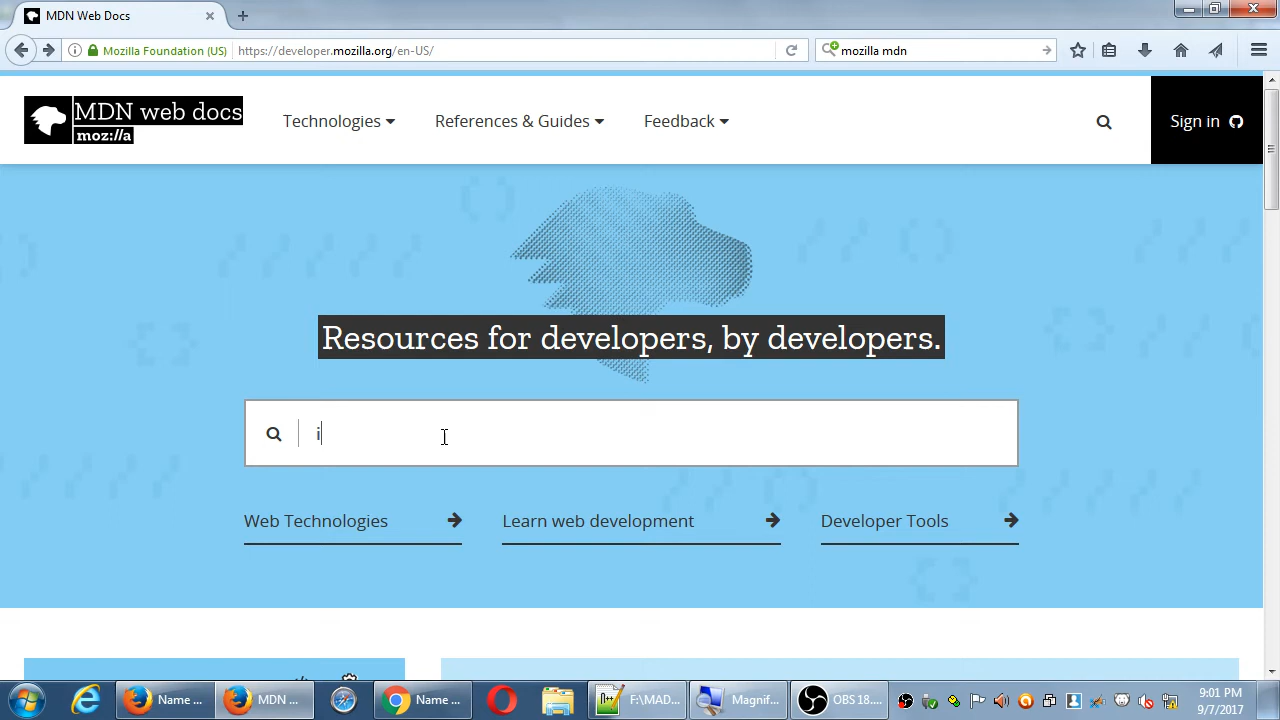 MDN Web Docs
Mozilla Foundation (US) https://developer.mozilla.org/en-US/ mozilla mdn
MDN web docs
moz://a
Technologies References & Guides Feedback Sign in
Resources for developers, by developers.
i
Web Technologies Learn web development Developer Tools
Name ... MDN ... Name ... F:\MAD... Magnif... OBS 18....
9:01 PM
9/7/2017